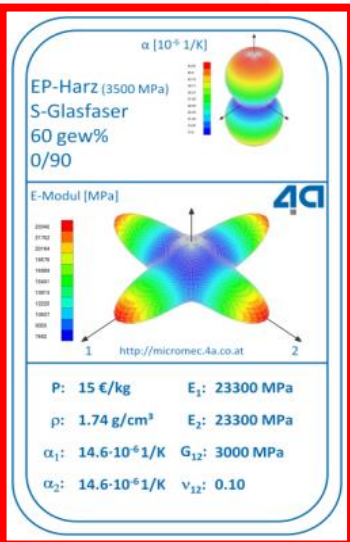 α [10⁻⁶ 1/K]
EP-Harz (3500 MPa)
S-Glasfaser
60 gew%
0/90
E-Modul [MPa]
4a
1
http://micromec.4a.co.at
2
P: 15 €/kg E₁: 23300 MPa
ρ: 1.74 g/cm³ E₂: 23300 MPa
α₁: 14.6·10⁻⁶ 1/K G₁₂: 3000 MPa
α₂: 14.6·10⁻⁶ 1/K ν₁₂: 0.10